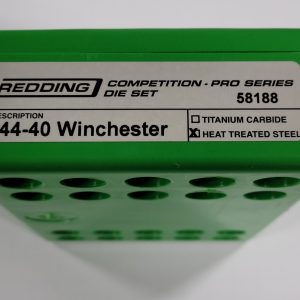 REDDING COMPETITION - PRO SERIES
DIE SET
58188
DESCRIPTION
44-40 Winchester
TITANIUM CARBIDE
HEAT TREATED STEEL